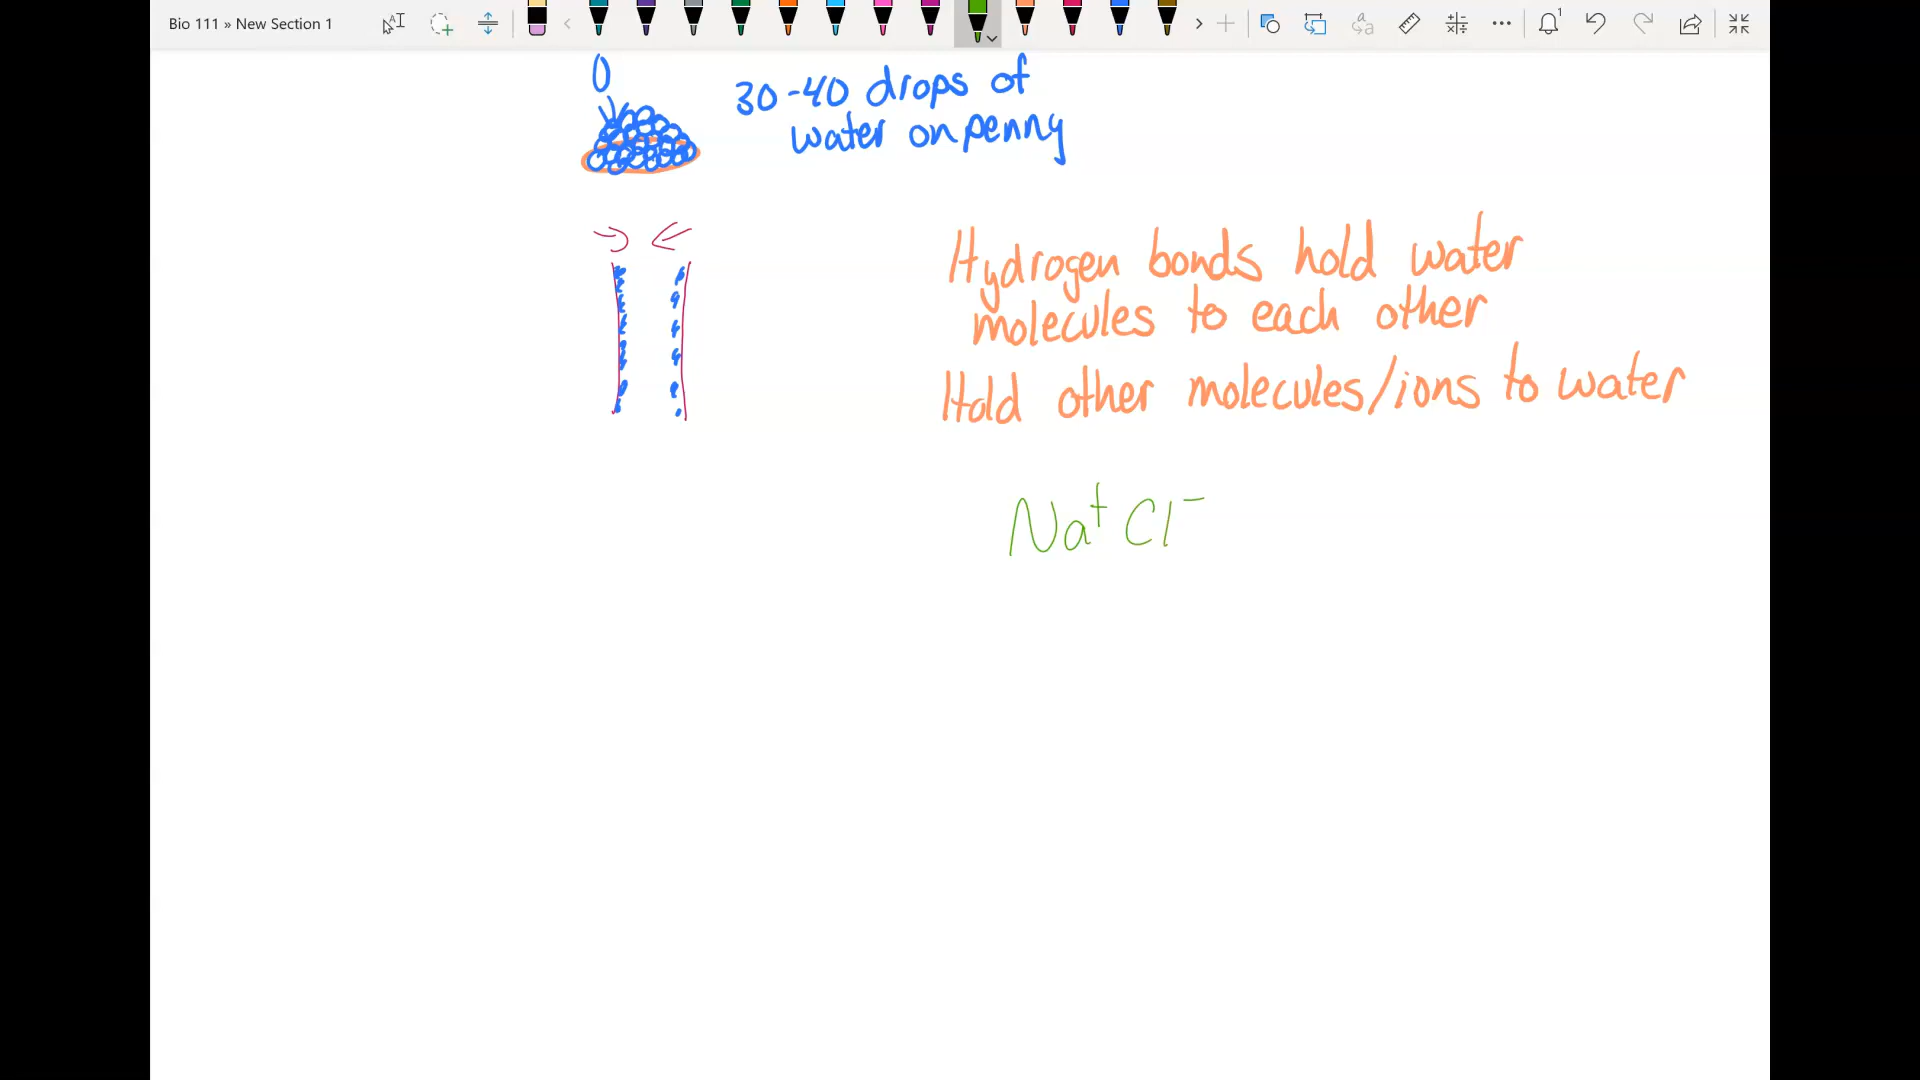 Bio 111 » New Section 1
30-40 drops of
water on penny
Hydrogen bonds hold water
molecules to each other
Hold other molecules/ions to water
Na+ Cl-